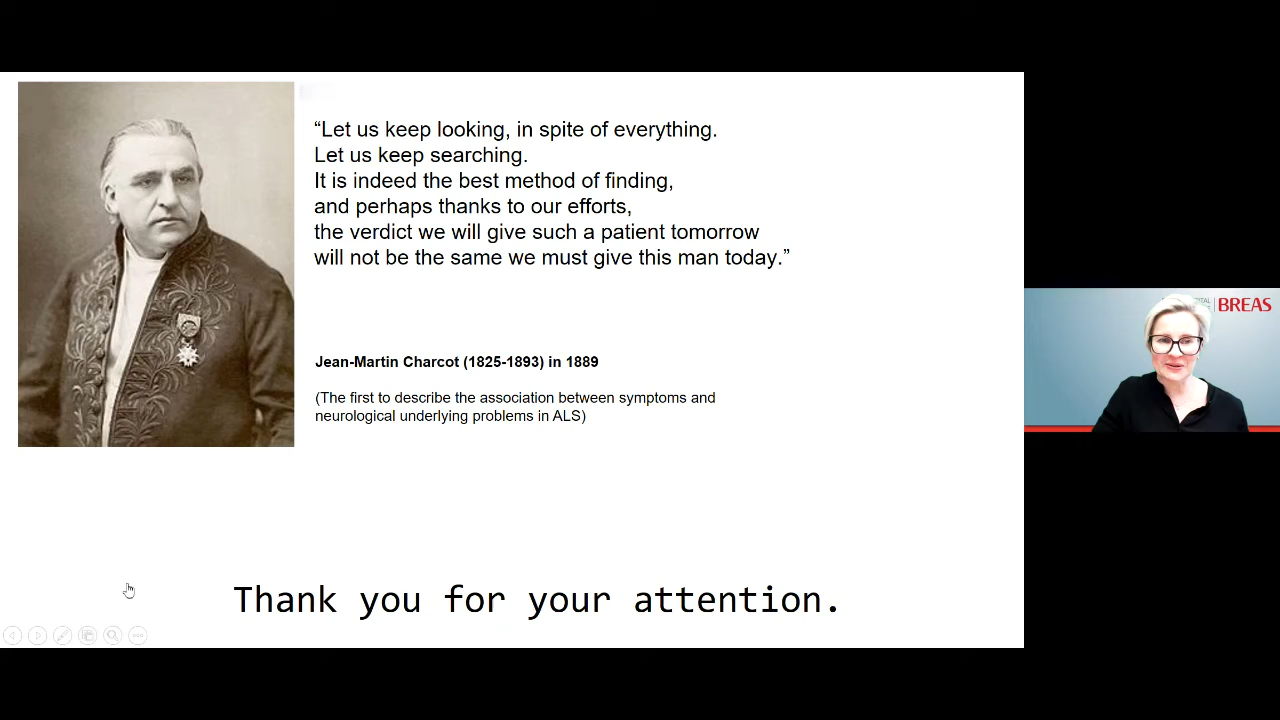 “Let us keep looking, in spite of everything.
Let us keep searching.
It is indeed the best method of finding,
and perhaps thanks to our efforts,
the verdict we will give such a patient tomorrow
will not be the same we must give this man today.”
Jean-Martin Charcot (1825-1893) in 1889
(The first to describe the association between symptoms and
neurological underlying problems in ALS)
Thank you for your attention.
BREAS